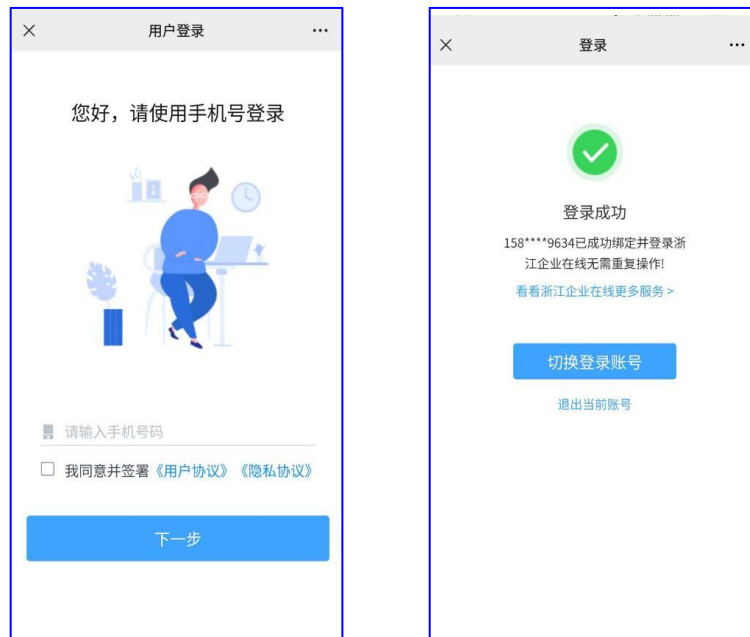 用户登录
您好，请使用手机号登录
请输入手机号码
我同意并签署《用户协议》《隐私协议》
下一步
登录
登录成功
158****9634已成功绑定并登录浙
江企业在线无需重复操作!
看看浙江企业在线更多服务 >
切换登录账号
退出当前账号